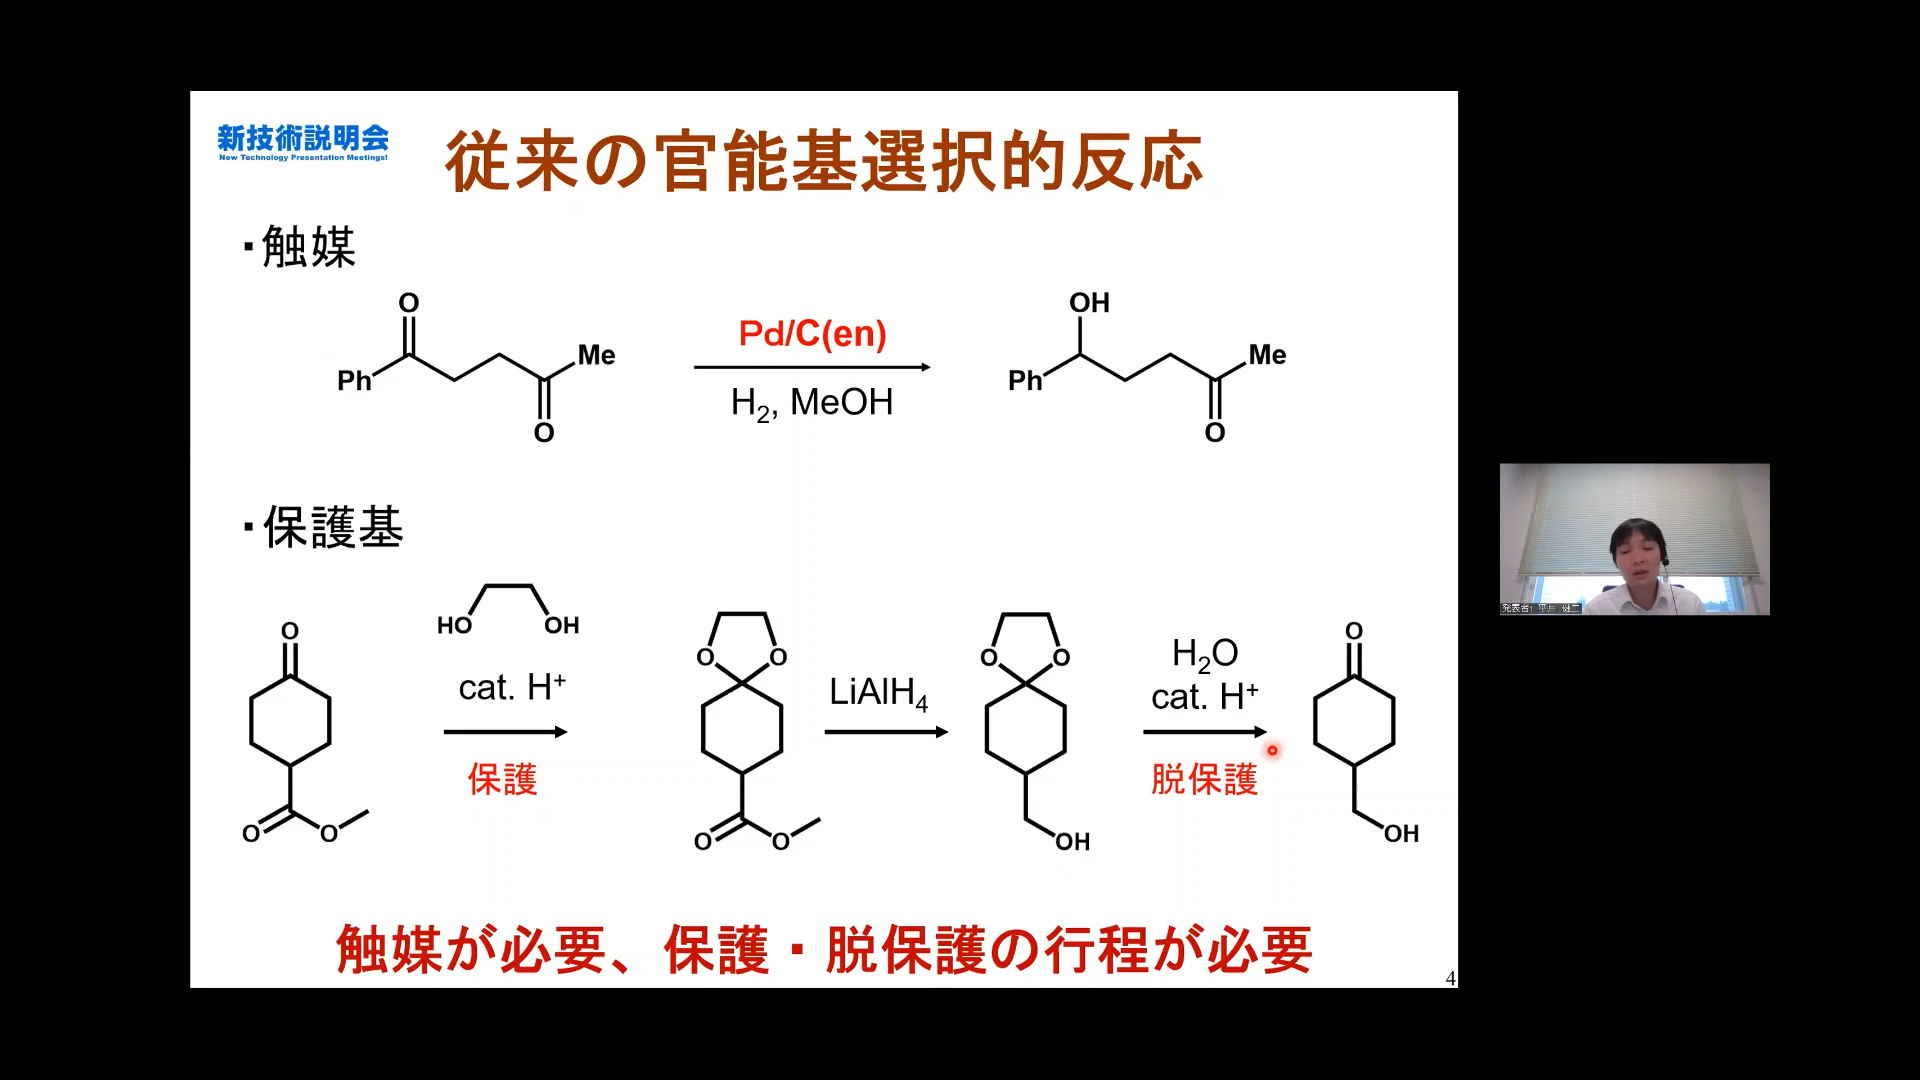 新技術説明会
New Technology Presentation Meetings!
従来の官能基選択的反応
・触媒
O
Ph
Me
O
Pd/C(en)
H2, MeOH
OH
Ph
Me
O
・保護基
O
O
O
HO
OH
cat. H+
保護
O
O
O
O
LiAlH4
O
O
OH
H2O
cat. H+
脱保護
O
OH
触媒が必要、保護・脱保護の行程が必要
4
発表者